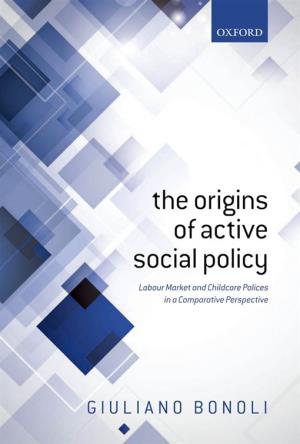 OXFORD
the origins
of active
social policy
Labour Market and Childcare Polices
in a Comparative Perspective
GIULIANO BONOLI